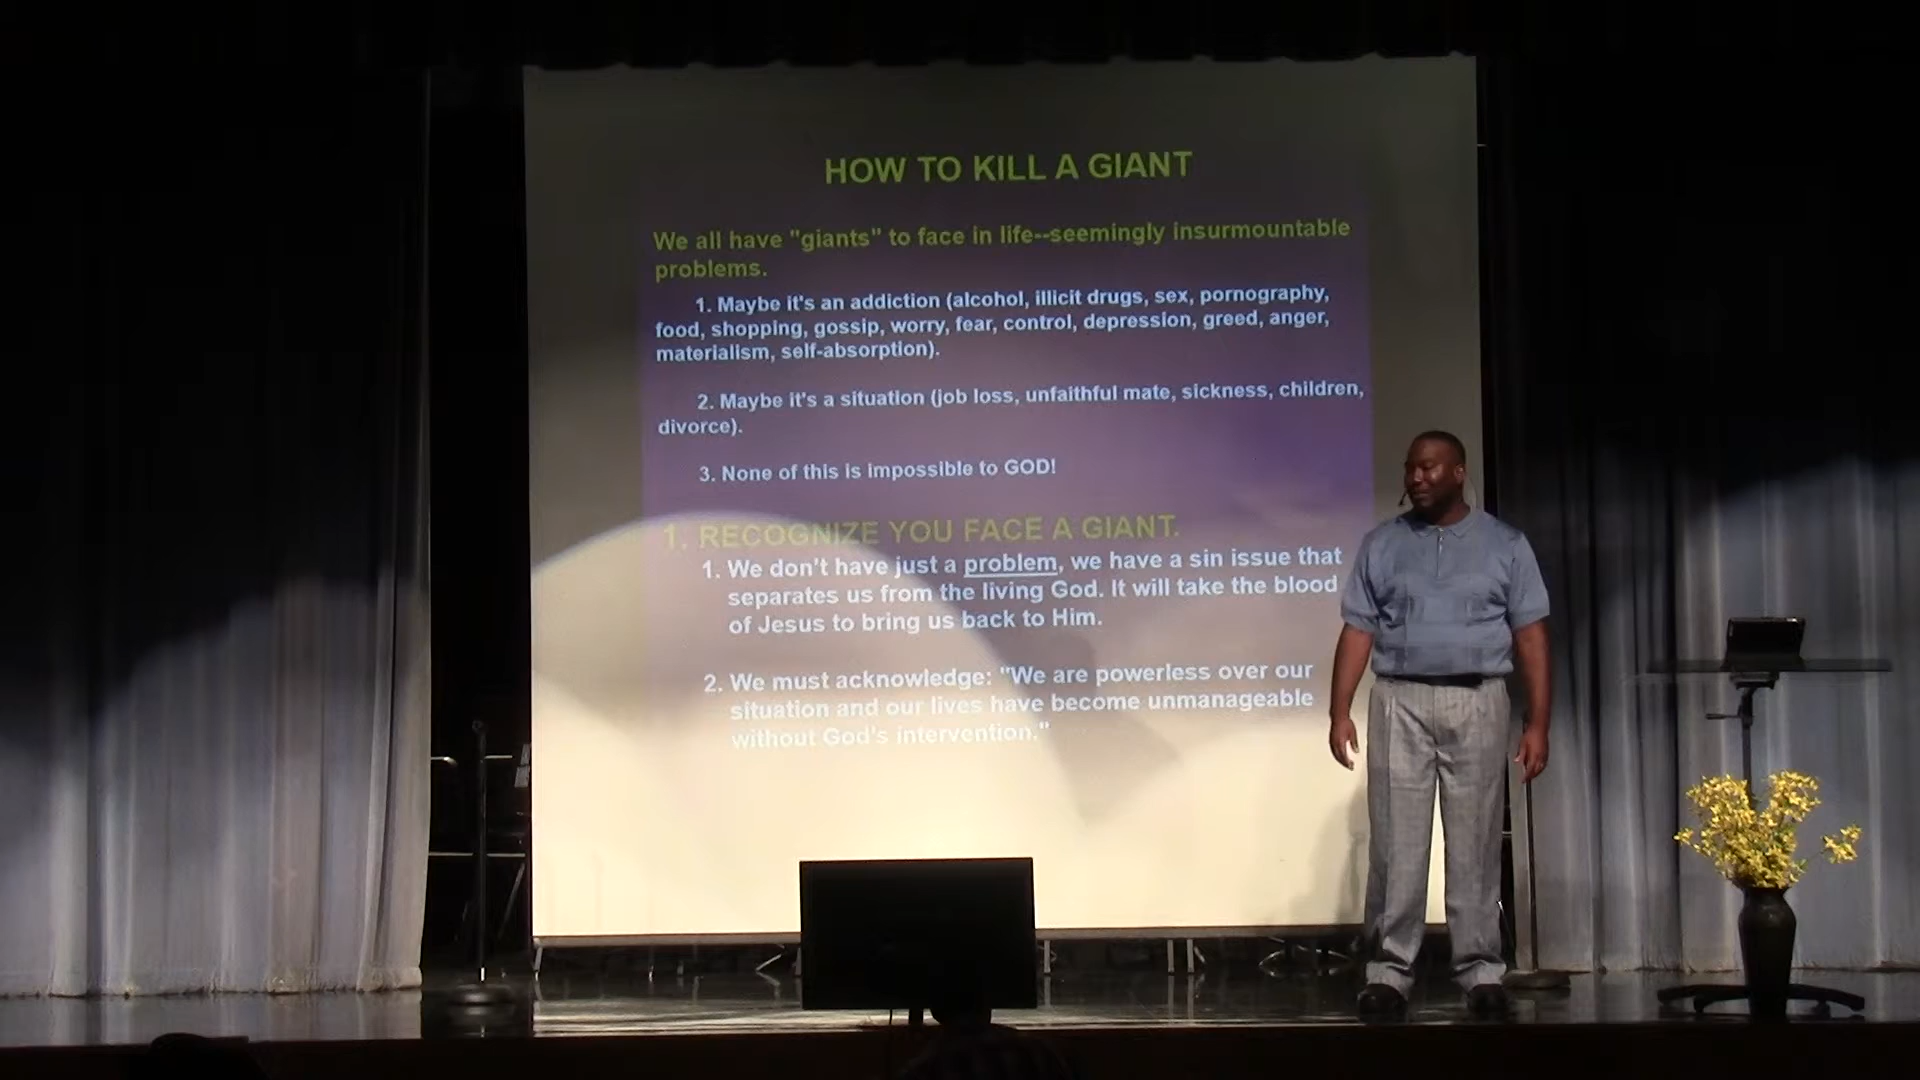 HOW TO KILL A GIANT
We all have "giants" to face in life--seemingly insurmountable
problems.
1. Maybe it's an addiction (alcohol, illicit drugs, sex, pornography,
food, shopping, gossip, worry, fear, control, depression, greed, anger,
materialism, self-absorption).
2. Maybe it's a situation (job loss, unfaithful mate, sickness, children,
divorce).
3. None of this is impossible to GOD!
1. RECOGNIZE YOU FACE A GIANT.
1. We don't have just a problem, we have a sin issue that
separates us from the living God. It will take the blood
of Jesus to bring us back to Him.
2. We must acknowledge: "We are powerless over our
situation and our lives have become unmanageable
without God's intervention."